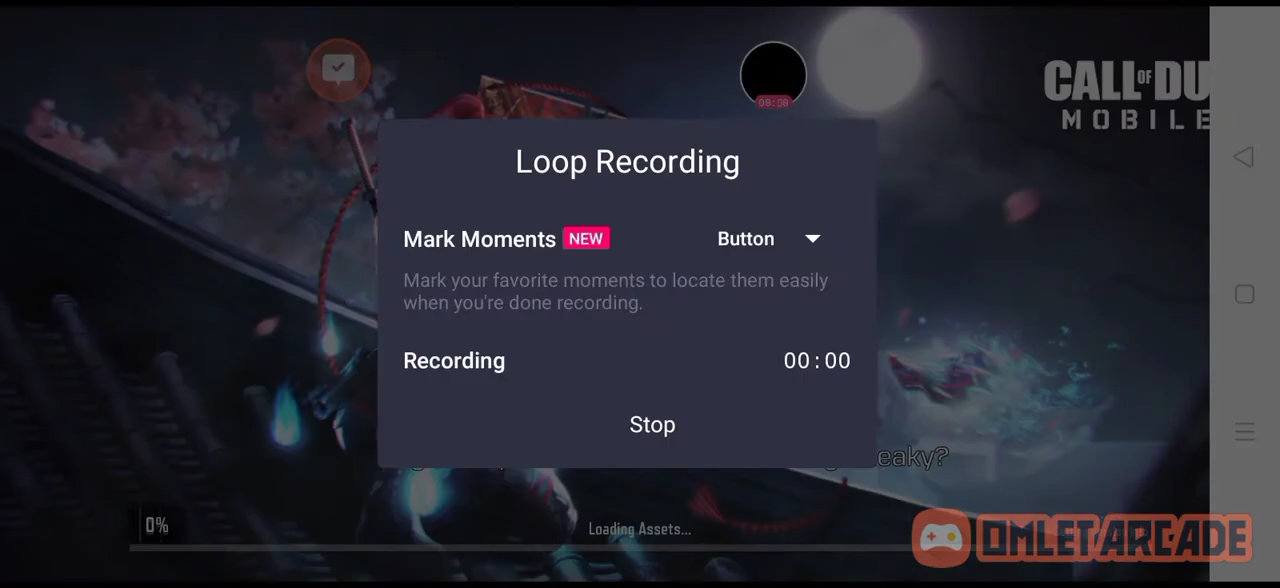 CALL OF DU
MOBILE
Loop Recording
Mark Moments NEW Button
Mark your favorite moments to locate them easily
when you're done recording.
Recording 00:00
Stop
eaky?
0%
Loading Assets...
OMLET ARCADE